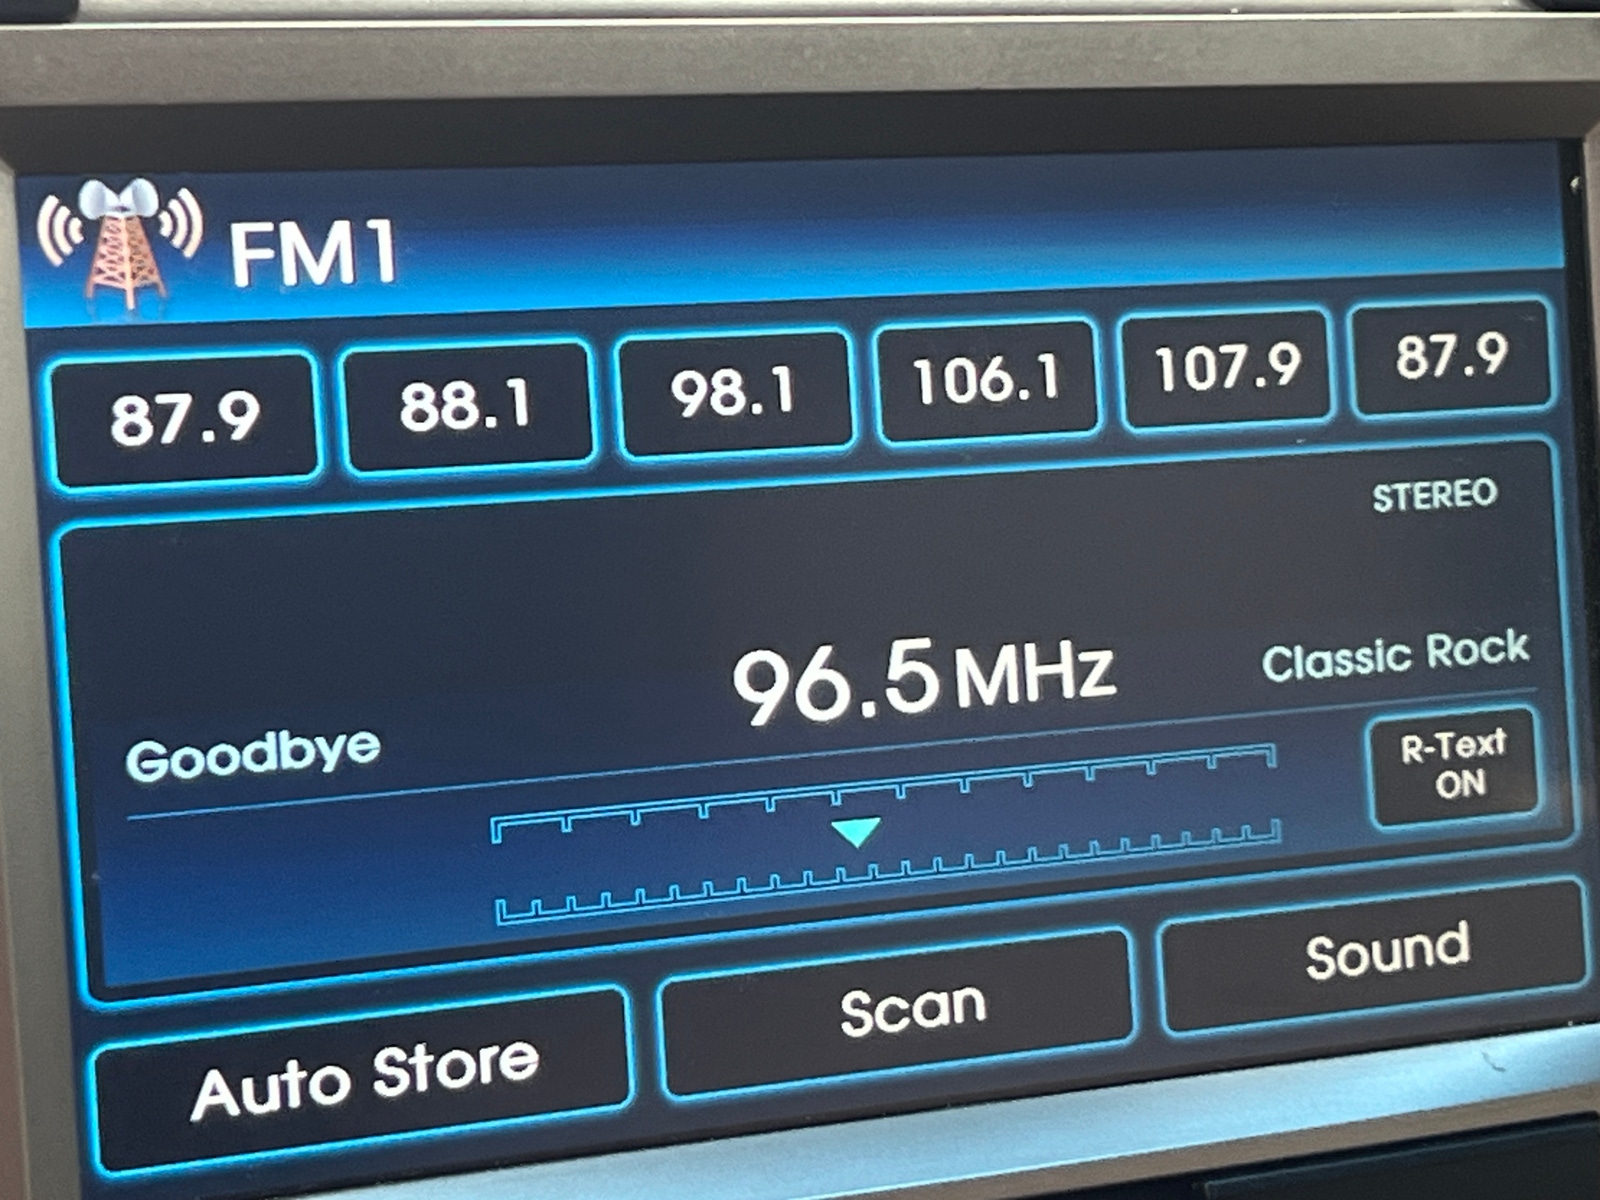 FM1
87.9
88.1
98.1
106.1
107.9
87.9
STEREO
96.5 MHz
Classic Rock
Goodbye
R-Text
ON
Auto Store
Scan
Sound